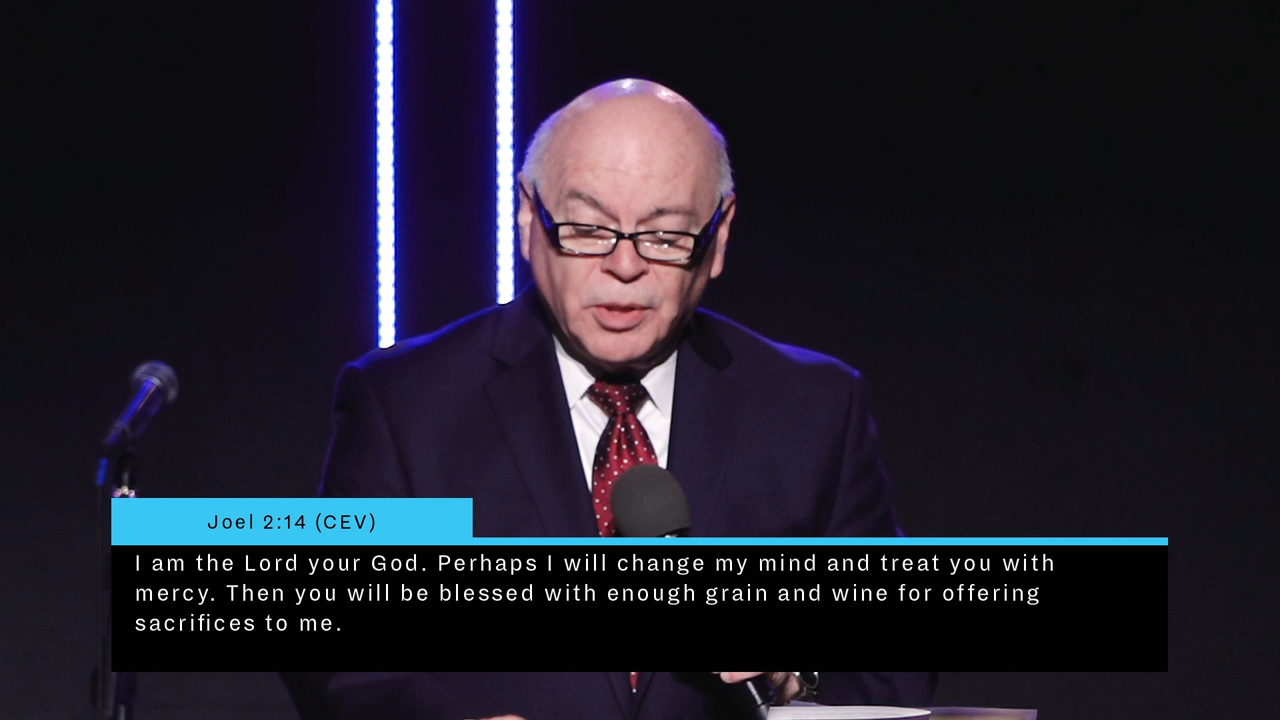 Joel 2:14 (CEV)
I am the Lord your God. Perhaps I will change my mind and treat you with
mercy. Then you will be blessed with enough grain and wine for offering
sacrifices to me.